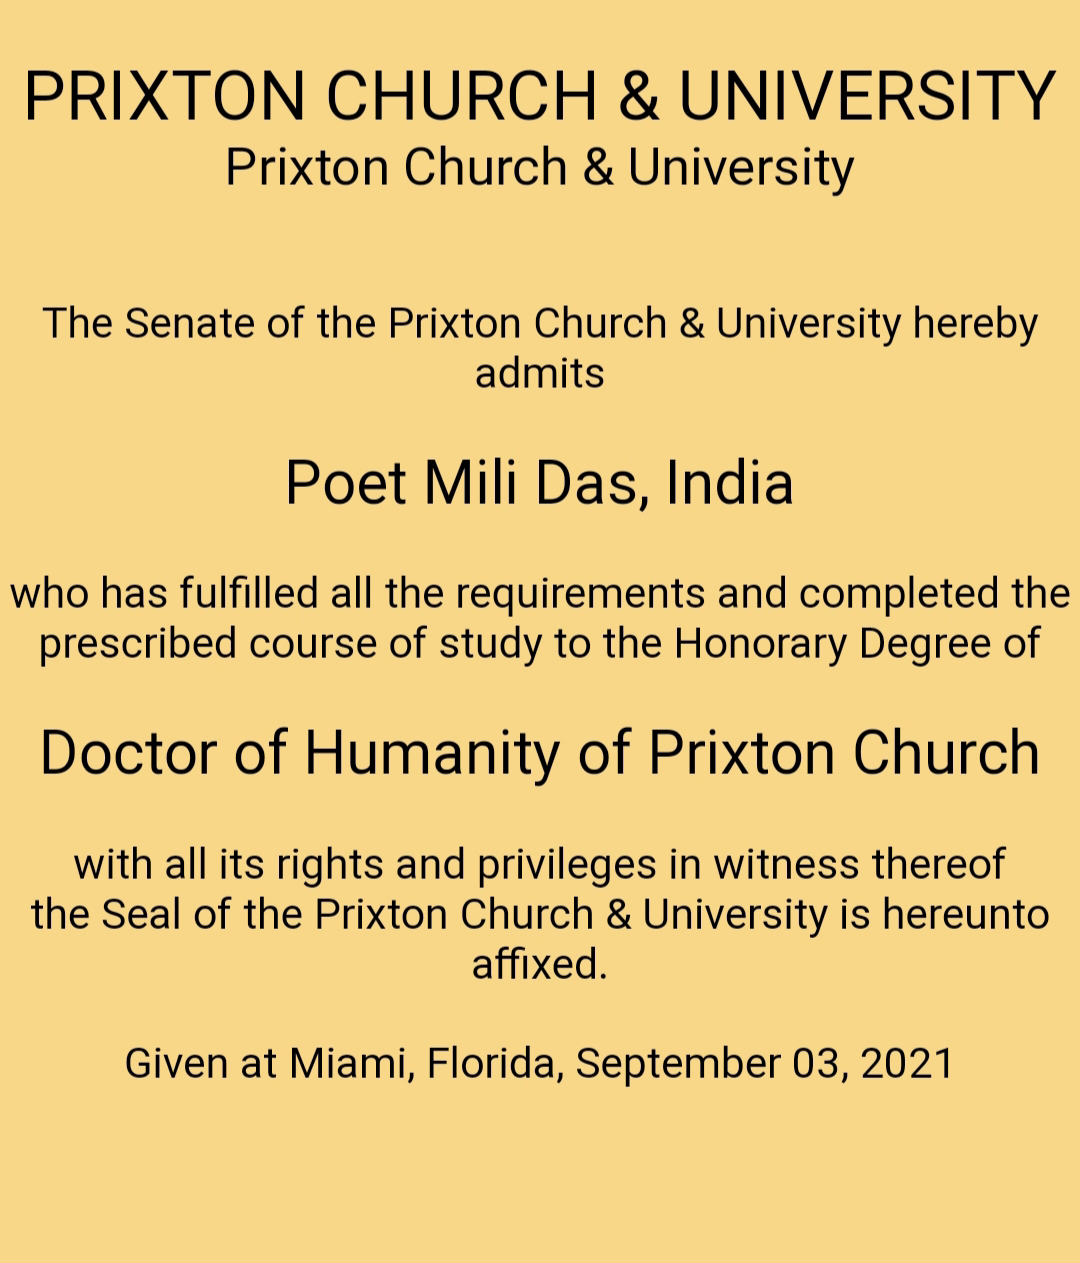 PRIXTON CHURCH & UNIVERSITY
Prixton Church & University
The Senate of the Prixton Church & University hereby
admits
Poet Mili Das, India
who has fulfilled all the requirements and completed the
prescribed course of study to the Honorary Degree of
Doctor of Humanity of Prixton Church
with all its rights and privileges in witness thereof
the Seal of the Prixton Church & University is hereunto
affixed.
Given at Miami, Florida, September 03, 2021